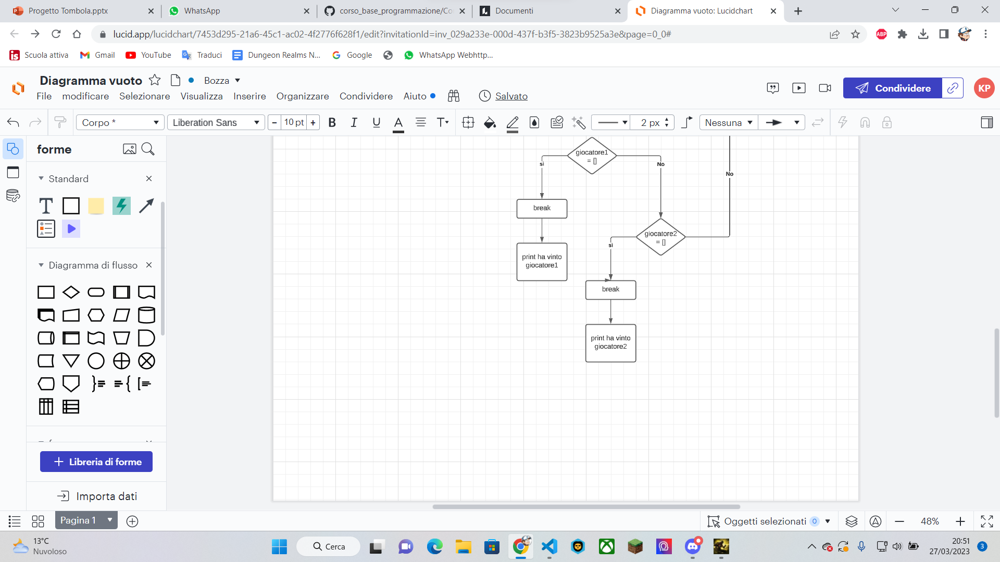 Progetto Tombola.pptx
WhatsApp
corso_base_programmazione/Co
Documenti
Diagramma vuoto: Lucidchart
lucid.app/lucidchart/7453d295-21a6-45c1-ac02-4f2776f628f1/edit?invitationId=inv_029a233e-000d-437f-b3f5-3823b9525a3e&page=0_0#
ABP
Scuola attiva
Gmail
YouTube
Traduci
Dungeon Realms N...
Google
WhatsApp Webhttp...
Diagramma vuoto
Bozza
File
modificare
Selezionare
Visualizza
Inserire
Organizzare
Condividere
Aiuto
Salvato
Condividere
KP
Corpo *
Liberation Sans
- 10 pt +
B I U A
2 px
Nessuna
forme
Standard
T
Diagramma di flusso
Libreria di forme
Importa dati
giocatore1
= []
sì
No
No
break
giocatore2
= []
sì
print ha vinto
giocatore1
break
print ha vinto
giocatore2
Pagina 1
Oggetti selezionati 0
48%
13°C
Nuvoloso
Cerca
20:51
27/03/2023
3